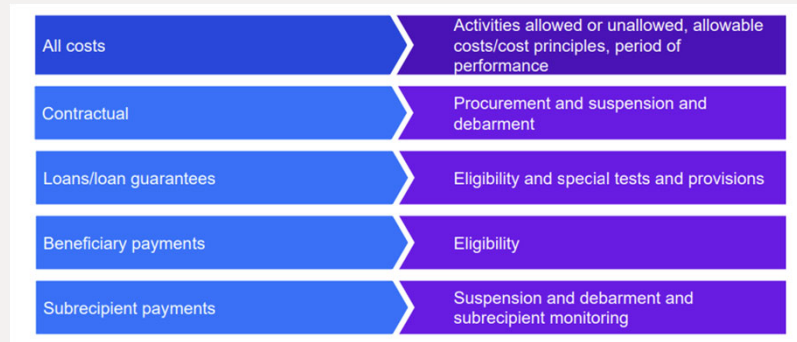 All costs
Activities allowed or unallowed, allowable
costs/cost principles, period of
performance
Contractual
Procurement and suspension and
debarment
Loans/loan guarantees
Eligibility and special tests and provisions
Beneficiary payments
Eligibility
Subrecipient payments
Suspension and debarment and
subrecipient monitoring